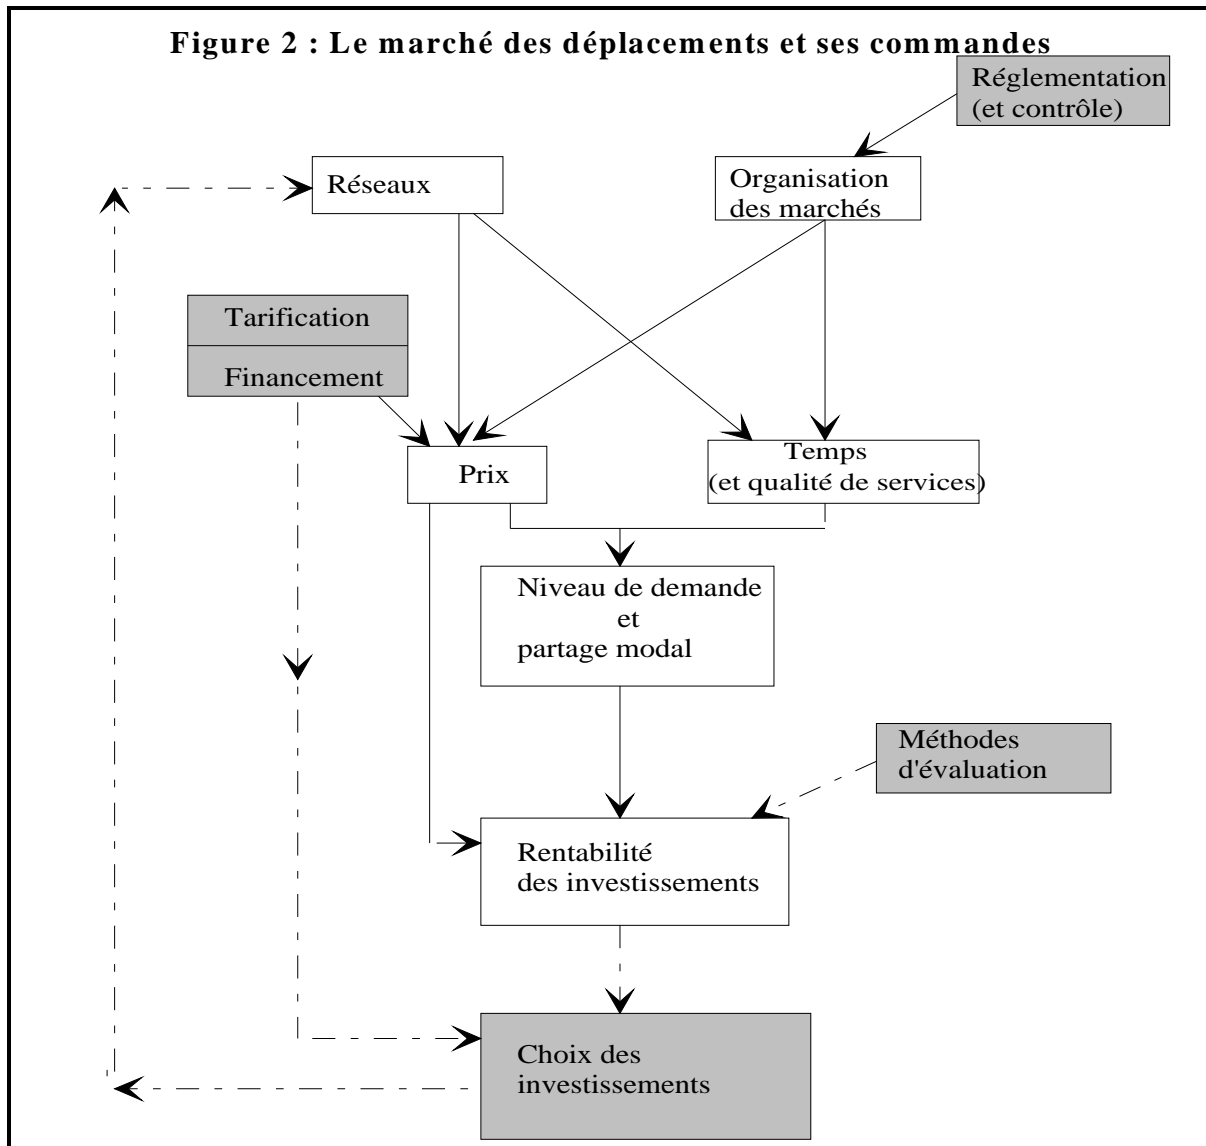 Figure 2 : Le marché des déplacements et ses commandes
Réglementation
(et contrôle)
Réseaux
Organisation
des marchés
Tarification
Financement
Prix
Temps
(et qualité de services)
Niveau de demande
et
partage modal
Méthodes
d'évaluation
Rentabilité
des investissements
Choix des
investissements